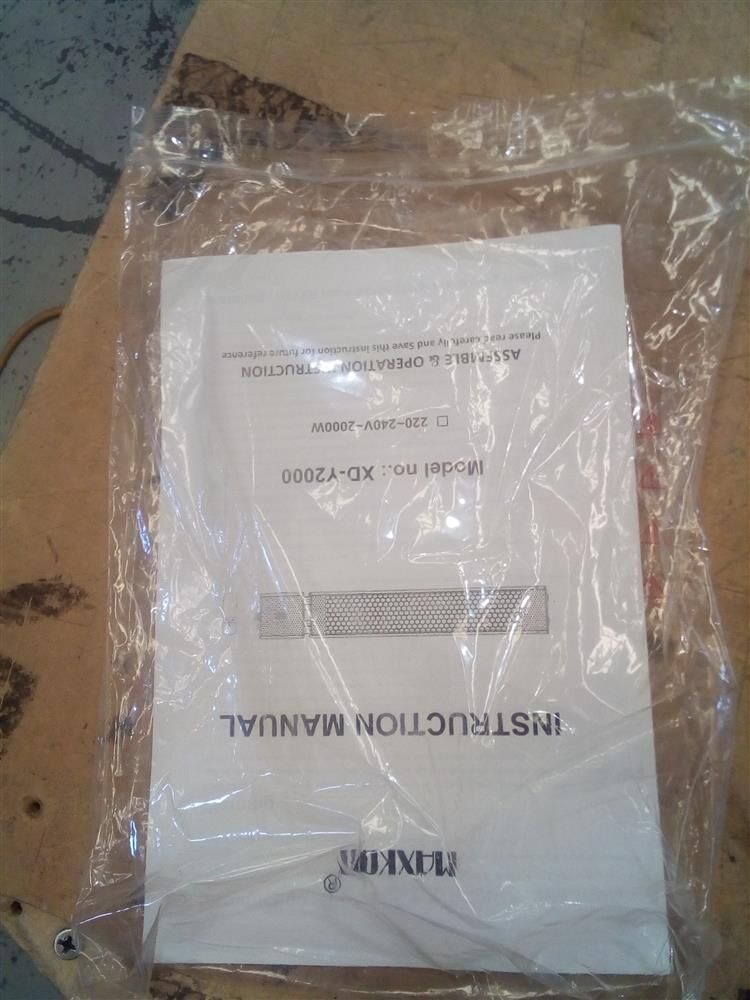 MAXKON®
INSTRUCTION MANUAL
Model no.: XD-Y2000
□ 220~240V~2000W
ASSEMBLE & OPERATION INSTRUCTION
Please read carefully and Save this instruction for future reference